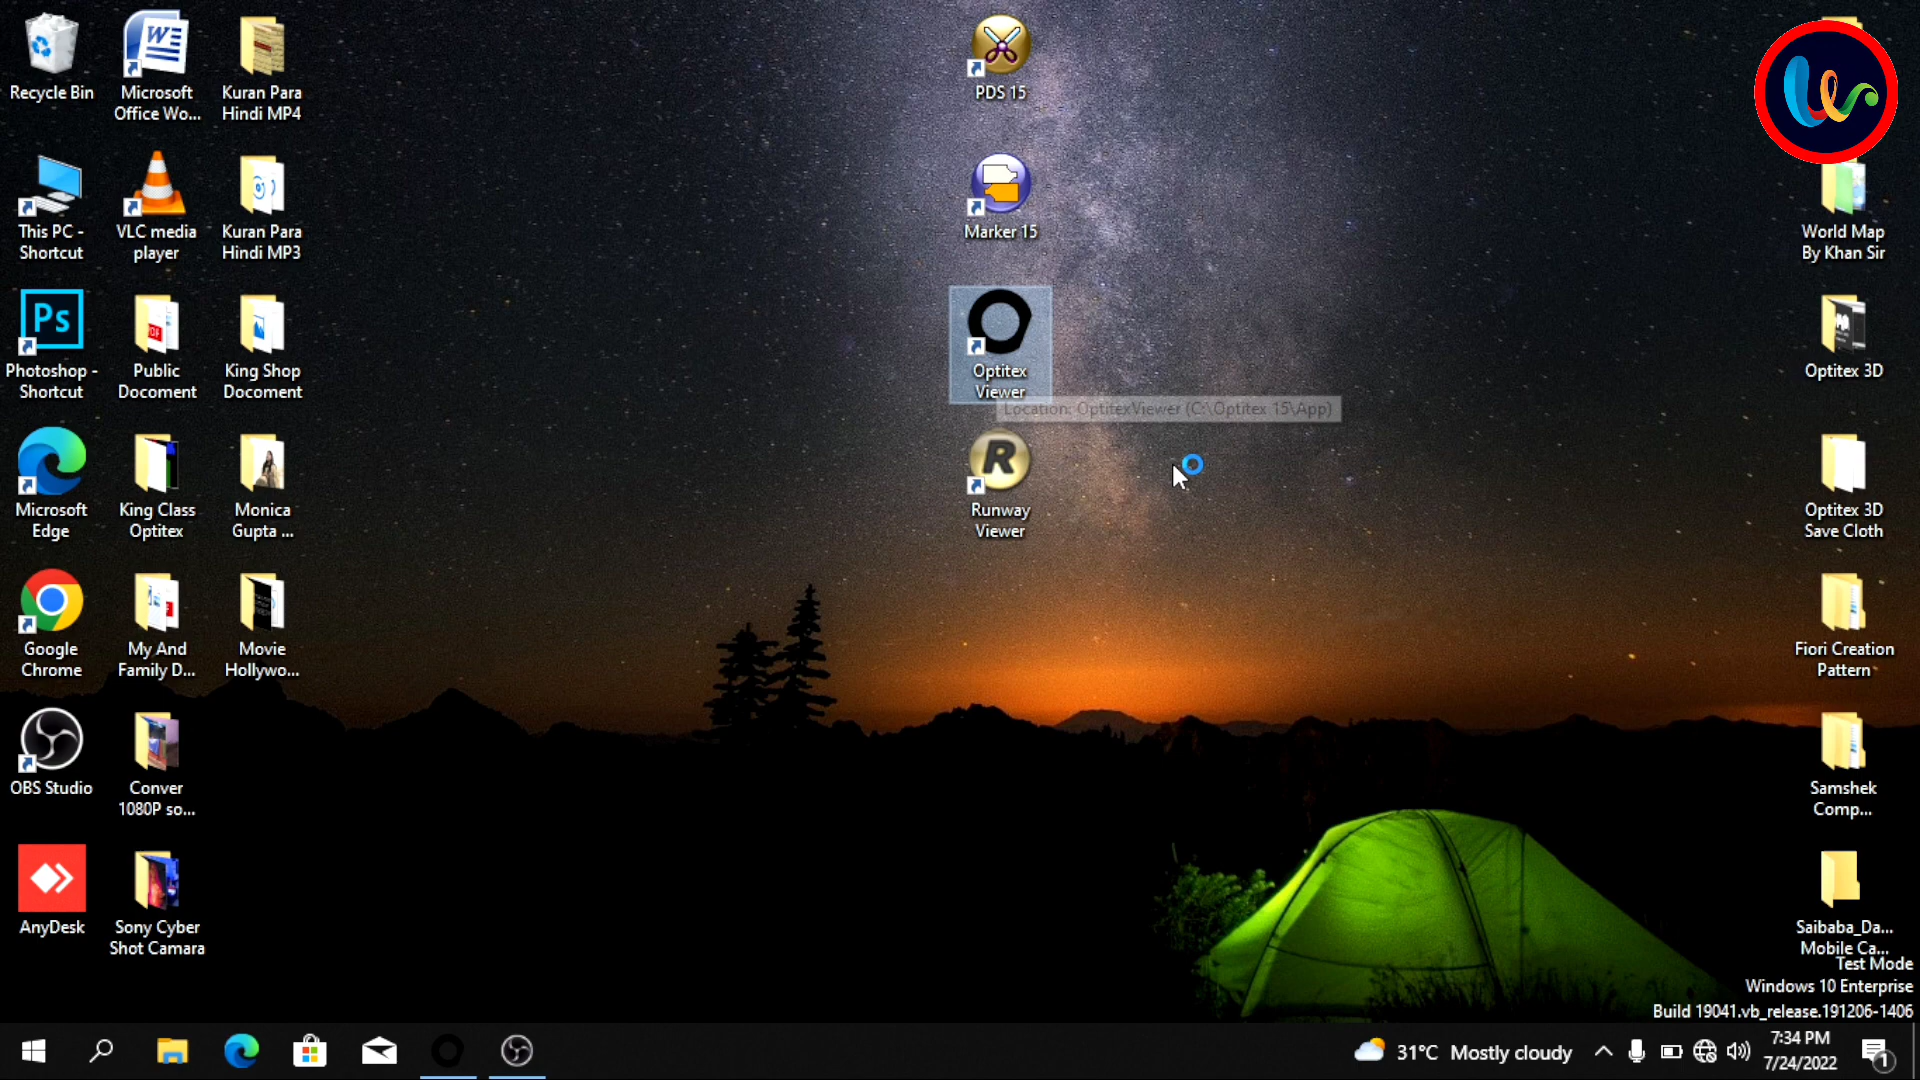 Recycle Bin
Microsoft
Office Wo...
Kuran Para
Hindi MP4
This PC -
Shortcut
VLC media
player
Kuran Para
Hindi MP3
Ps
Photoshop -
Shortcut
Public
Document
King Shop
Document
Microsoft
Edge
King Class
Optitex
Monica
Gupta ...
Google
Chrome
My And
Family D...
Movie
Hollywo...
OBS Studio
Conver
1080P so...
AnyDesk
Sony Cyber
Shot Camara
PDS 15
Marker 15
Optitex
Viewer
Location: OptitexViewer (C:\Optitex 15\App)
R
Runway
Viewer
World Map
By Khan Sir
Optitex 3D
Optitex 3D
Save Cloth
Fiori Creation
Pattern
Samshek
Comp...
Saibaba_Da...
Mobile Ca...
Test Mode
Windows 10 Enterprise
Build 19041.vb_release.191206-1406
31°C Mostly cloudy
7:34 PM
7/24/2022
1